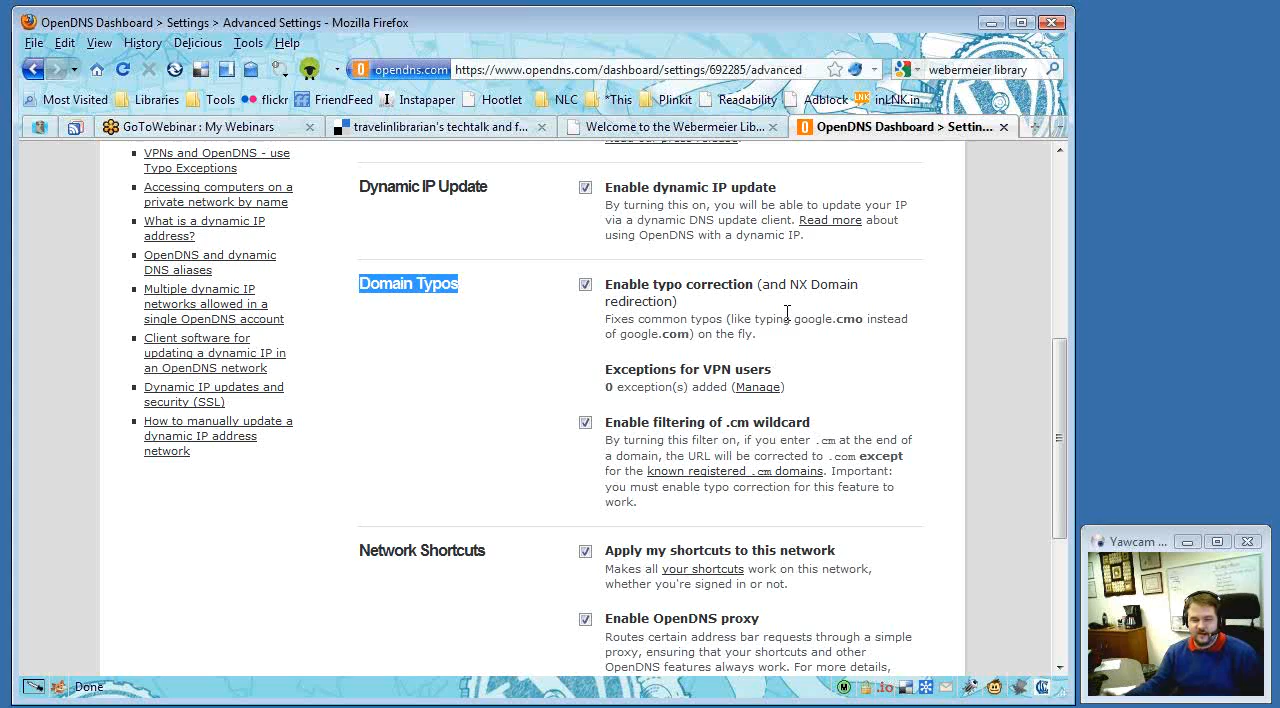 OpenDNS Dashboard > Settings > Advanced Settings - Mozilla Firefox
File Edit View History Delicious Tools Help
opendns.com https://www.opendns.com/dashboard/settings/692285/advanced webermeier library
Most Visited Libraries Tools flickr FriendFeed Instapaper Hootlet NLC *This Plinkit Readability Adblock inLNK.in
GoToWebinar : My Webinars travelinlibrarian's techtalk and f... Welcome to the Webermeier Lib... OpenDNS Dashboard > Settin...
VPNs and OpenDNS - use
Typo Exceptions
Accessing computers on a
private network by name
What is a dynamic IP
address?
OpenDNS and dynamic
DNS aliases
Multiple dynamic IP
networks allowed in a
single OpenDNS account
Client software for
updating a dynamic IP in
an OpenDNS network
Dynamic IP updates and
security (SSL)
How to manually update a
dynamic IP address
network
Read our press release.
Dynamic IP Update
Enable dynamic IP update
By turning this on, you will be able to update your IP
via a dynamic DNS update client. Read more about
using OpenDNS with a dynamic IP.
Domain Typos
Enable typo correction (and NX Domain
redirection)
Fixes common typos (like typing google.cmo instead
of google.com) on the fly.
Exceptions for VPN users
0 exception(s) added (Manage)
Enable filtering of .cm wildcard
By turning this filter on, if you enter .cm at the end of
a domain, the URL will be corrected to .com except
for the known registered .cm domains. Important:
you must enable typo correction for this feature to
work.
Network Shortcuts
Apply my shortcuts to this network
Makes all your shortcuts work on this network,
whether you're signed in or not.
Enable OpenDNS proxy
Routes certain address bar requests through a simple
proxy, ensuring that your shortcuts and other
OpenDNS features always work. For more details,
Done
.io
Yawcam ...